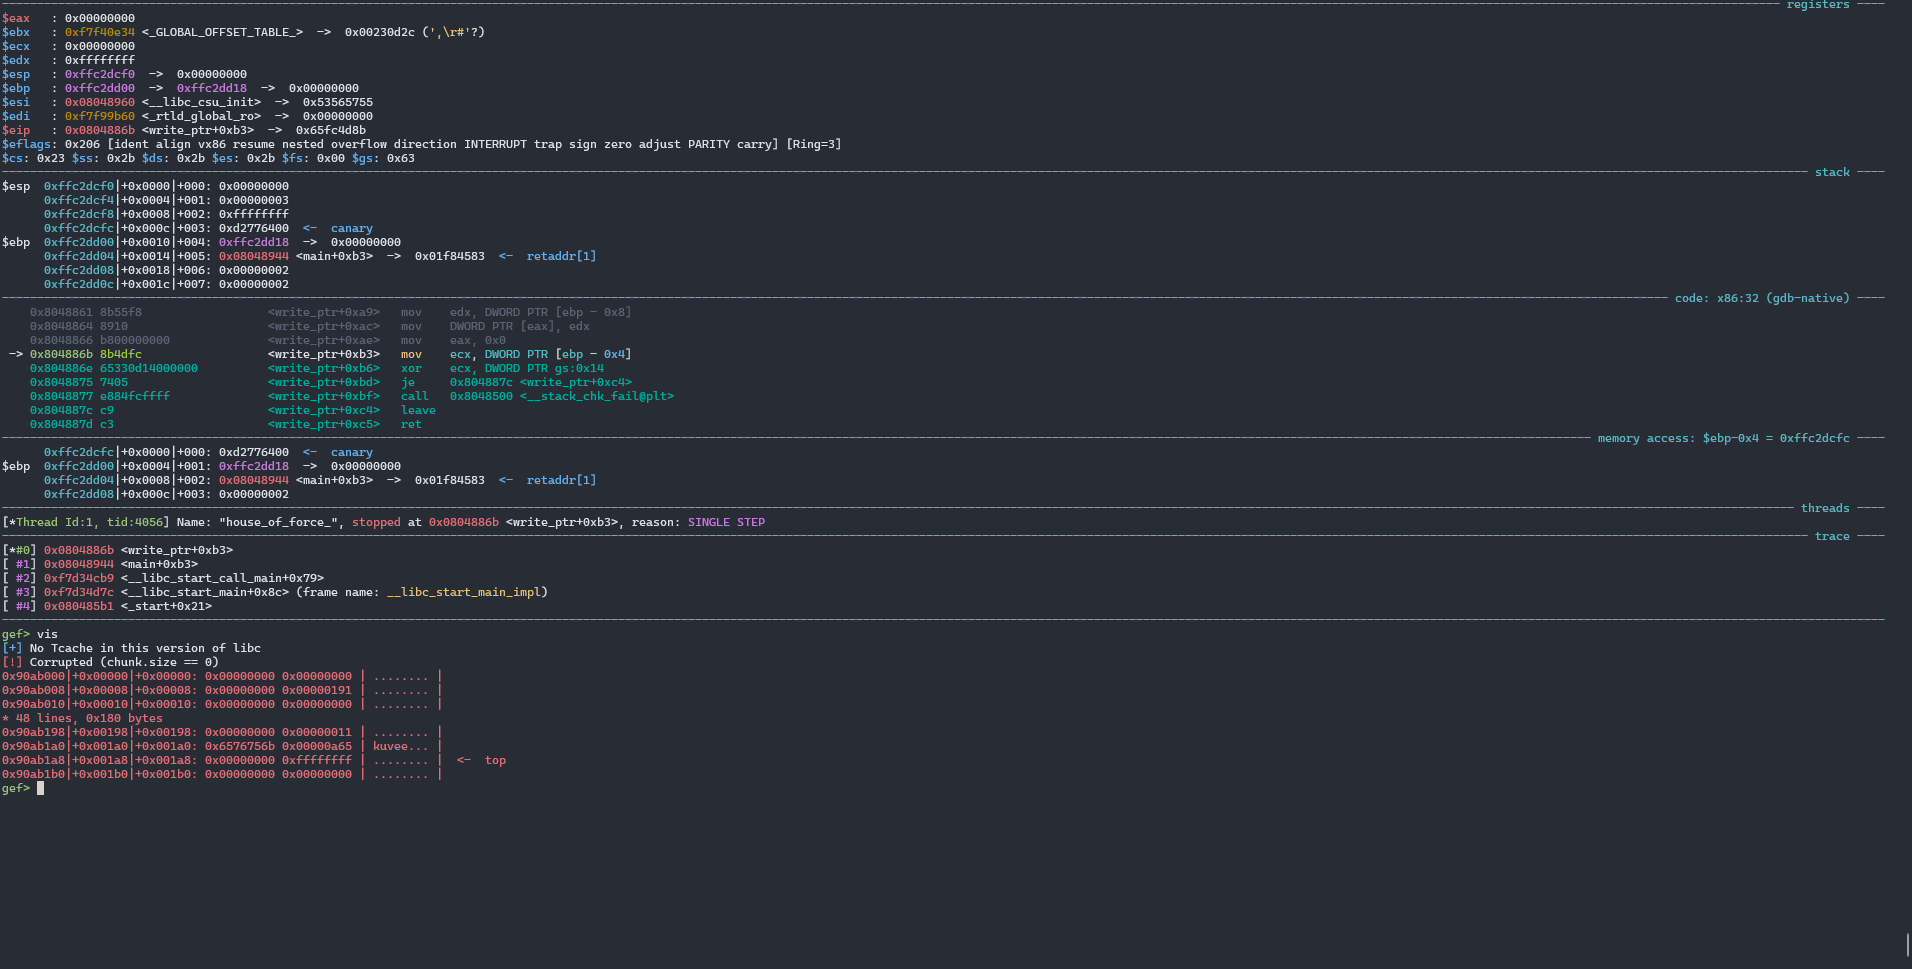 registers
$eax   : 0x00000000
$ebx   : 0xf7f40e34 <_GLOBAL_OFFSET_TABLE_>  ->  0x00230d2c (',\r#'?)
$ecx   : 0x00000000
$edx   : 0xffffffff
$esp   : 0xffc2dcf0  ->  0x00000000
$ebp   : 0xffc2dd00  ->  0xffc2dd18  ->  0x00000000
$esi   : 0x08048960 <__libc_csu_init>  ->  0x53565755
$edi   : 0xf7f99b60 <_rtld_global_ro>  ->  0x00000000
$eip   : 0x0804886b <write_ptr+0xb3>  ->  0x65fc4d8b
$eflags: 0x206 [ident align vx86 resume nested overflow direction INTERRUPT trap sign zero adjust PARITY carry] [Ring=3]
$cs: 0x23 $ss: 0x2b $ds: 0x2b $es: 0x2b $fs: 0x00 $gs: 0x63
stack
$esp  0xffc2dcf0|+0x0000|+000: 0x00000000
0xffc2dcf4|+0x0004|+001: 0x00000003
0xffc2dcf8|+0x0008|+002: 0xffffffff
0xffc2dcfc|+0x000c|+003: 0xd2776400  <-  canary
$ebp  0xffc2dd00|+0x0010|+004: 0xffc2dd18  ->  0x00000000
0xffc2dd04|+0x0014|+005: 0x08048944 <main+0xb3>  ->  0x01f84583  <-  retaddr[1]
0xffc2dd08|+0x0018|+006: 0x00000002
0xffc2dd0c|+0x001c|+007: 0x00000002
code: x86:32 (gdb-native)
0x8048861 8b55f8              <write_ptr+0xa9>   mov    edx, DWORD PTR [ebp - 0x8]
0x8048864 8910                <write_ptr+0xac>   mov    DWORD PTR [eax], edx
0x8048866 b800000000          <write_ptr+0xae>   mov    eax, 0x0
-> 0x804886b 8b4dfc              <write_ptr+0xb3>   mov    ecx, DWORD PTR [ebp - 0x4]
0x804886e 65330d14000000      <write_ptr+0xb6>   xor    ecx, DWORD PTR gs:0x14
0x8048875 7405                <write_ptr+0xbd>   je     0x804887c <write_ptr+0xc4>
0x8048877 e884fcffff          <write_ptr+0xbf>   call   0x8048500 <__stack_chk_fail@plt>
0x804887c c9                  <write_ptr+0xc4>   leave
0x804887d c3                  <write_ptr+0xc5>   ret
memory access: $ebp-0x4 = 0xffc2dcfc
0xffc2dcfc|+0x0000|+000: 0xd2776400  <-  canary
$ebp  0xffc2dd00|+0x0004|+001: 0xffc2dd18  ->  0x00000000
0xffc2dd04|+0x0008|+002: 0x08048944 <main+0xb3>  ->  0x01f84583  <-  retaddr[1]
0xffc2dd08|+0x000c|+003: 0x00000002
threads
[*Thread Id:1, tid:4056] Name: "house_of_force_", stopped at 0x0804886b <write_ptr+0xb3>, reason: SINGLE STEP
trace
[*#0] 0x0804886b <write_ptr+0xb3>
[ #1] 0x08048944 <main+0xb3>
[ #2] 0xf7d34cb9 <__libc_start_call_main+0x79>
[ #3] 0xf7d34d7c <__libc_start_main+0x8c> (frame name: __libc_start_main_impl)
[ #4] 0x080485b1 <_start+0x21>
gef> vis
[+] No Tcache in this version of libc
[!] Corrupted (chunk.size == 0)
0x90ab000|+0x00000|+0x00000: 0x00000000 0x00000000 | ........ |
0x90ab008|+0x00008|+0x00008: 0x00000000 0x00000191 | ........ |
0x90ab010|+0x00010|+0x00010: 0x00000000 0x00000000 | ........ |
* 48 lines, 0x180 bytes
0x90ab198|+0x00198|+0x00198: 0x00000000 0x00000011 | ........ |
0x90ab1a0|+0x001a0|+0x001a0: 0x6576756b 0x00000a65 | kuvee... |
0x90ab1a8|+0x001a8|+0x001a8: 0x00000000 0xffffffff | ........ |  <-  top
0x90ab1b0|+0x001b0|+0x001b0: 0x00000000 0x00000000 | ........ |
gef>